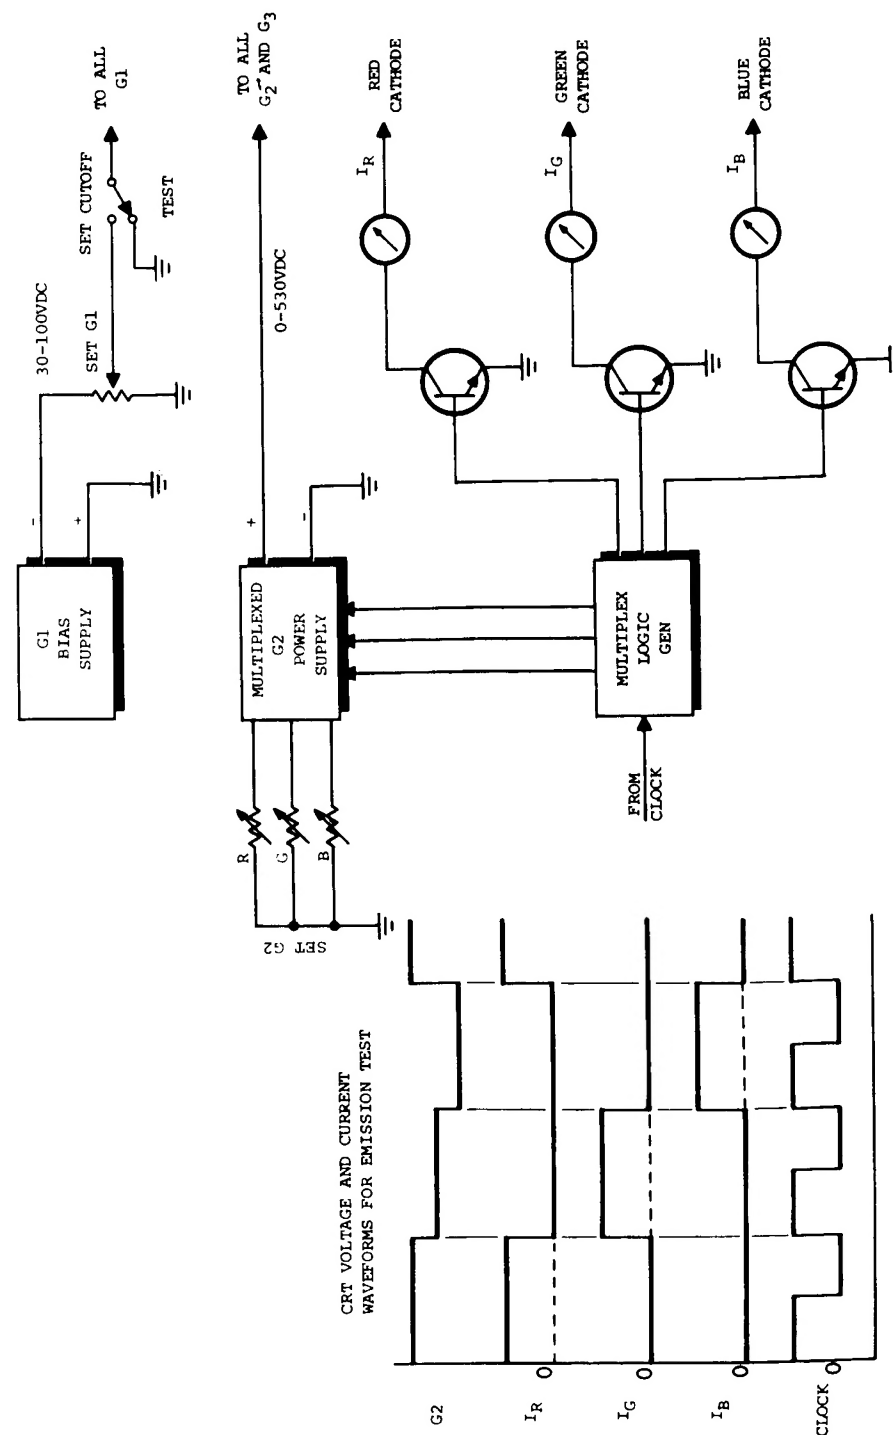 G1
BIAS
SUPPLY
-
+
30-100VDC
SET G1
SET CUTOFF
TEST
TO ALL
G1
SET G2
R
G
B
MULTIPLEXED
G2
POWER
SUPPLY
+
-
0-530VDC
TO ALL
G2 AND G3
FROM
CLOCK
MULTIPLEX
LOGIC
GEN
IR
RED
CATHODE
IG
GREEN
CATHODE
IB
BLUE
CATHODE
CRT VOLTAGE AND CURRENT
WAVEFORMS FOR EMISSION TEST
G2
IR
0
IG
0
IB
0
CLOCK
0